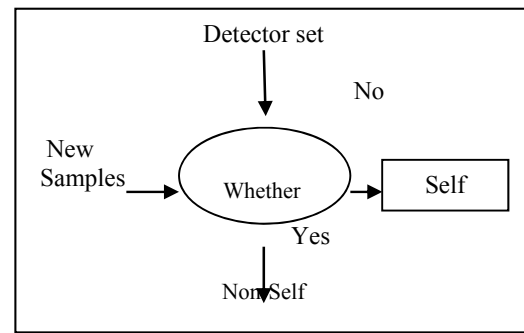 Detector set
No
New
Samples
Whether
Self
Yes
Non Self